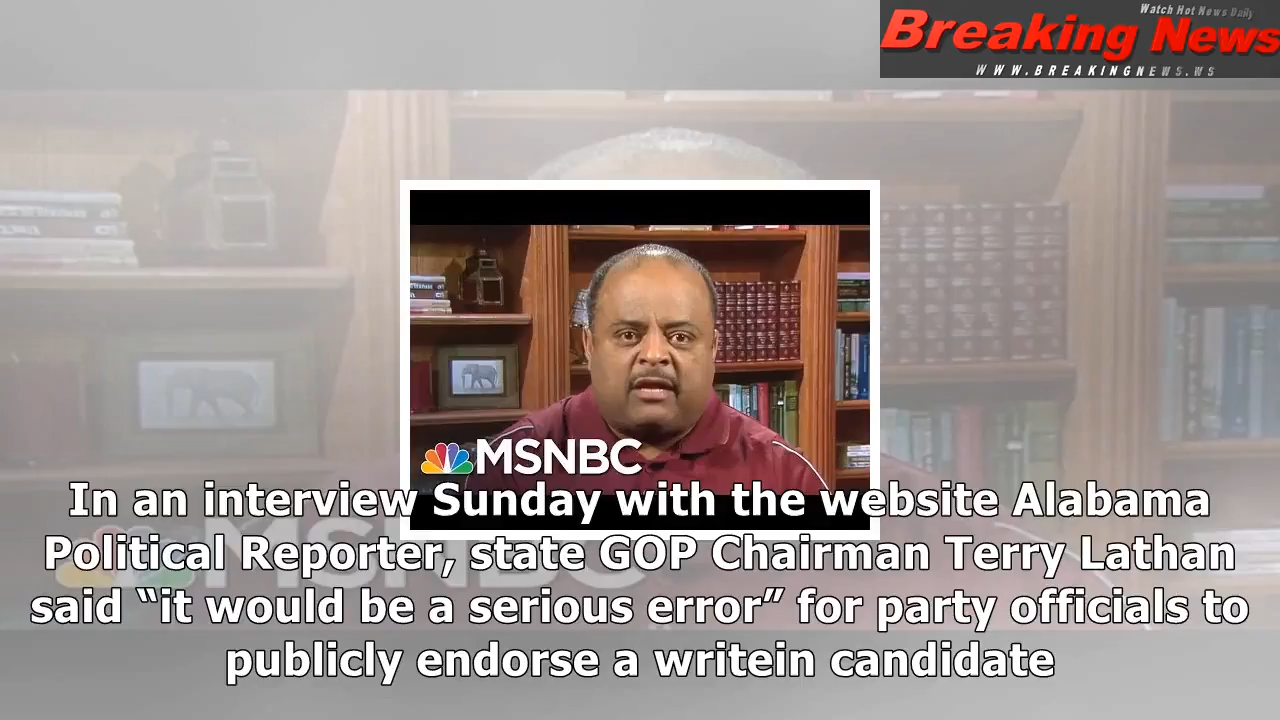 Watch Hot News Daily
Breaking News
WWW.BREAKINGNEWS.WS
MSNBC
In an interview Sunday with the website Alabama
Political Reporter, state GOP Chairman Terry Lathan
said “it would be a serious error” for party officials to
publicly endorse a writein candidate
MSNBC